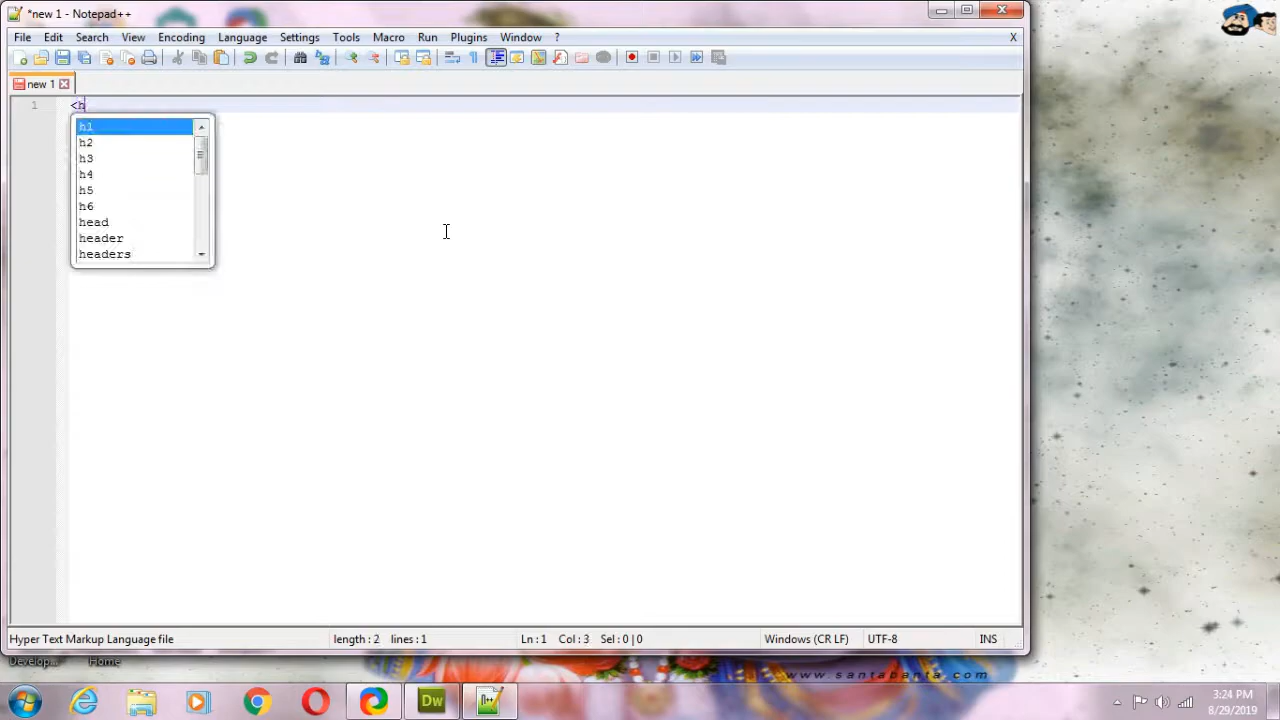 *new 1 - Notepad++
File Edit Search View Encoding Language Settings Tools Macro Run Plugins Window ? X
new 1
1 <h
h1
h2
h3
h4
h5
h6
head
header
headers
Hyper Text Markup Language file length : 2 lines : 1 Ln : 1 Col : 3 Sel : 0 | 0 Windows (CR LF) UTF-8 INS
Develop... Home www.santabanta.com
Dw
3:24 PM
8/29/2019